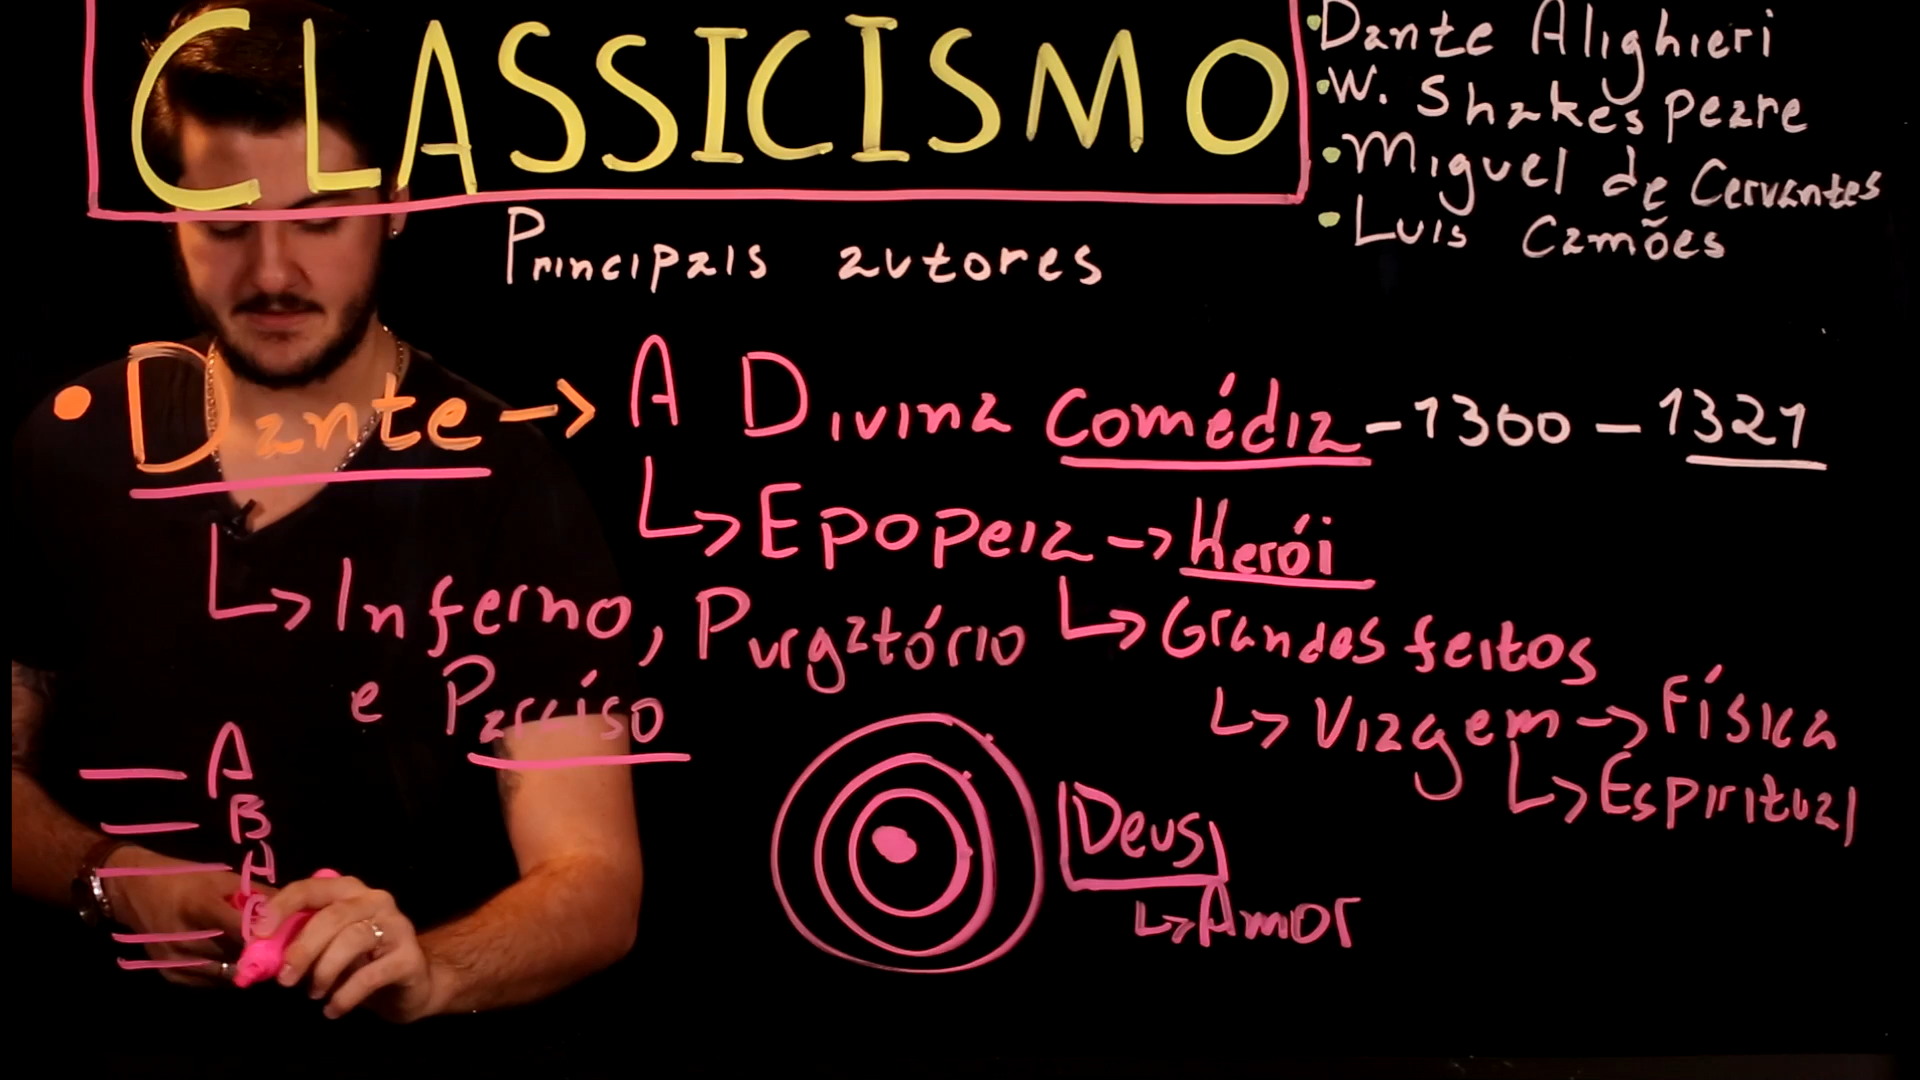 CLASSICISMO
• Dante Alighieri
• W. Shakespeare
• Miguel de Cervantes
• Luis Camões
Principais autores
• Dante → A Divina Comédia - 1300 - 1321
↳ Epopeia → Herói
↳ Inferno, Purgatório
e Paraíso
↳ Grandes feitos
↳ Viagem → Física
↳ Espiritual
A
B
A
B
Deus
↳ Amor